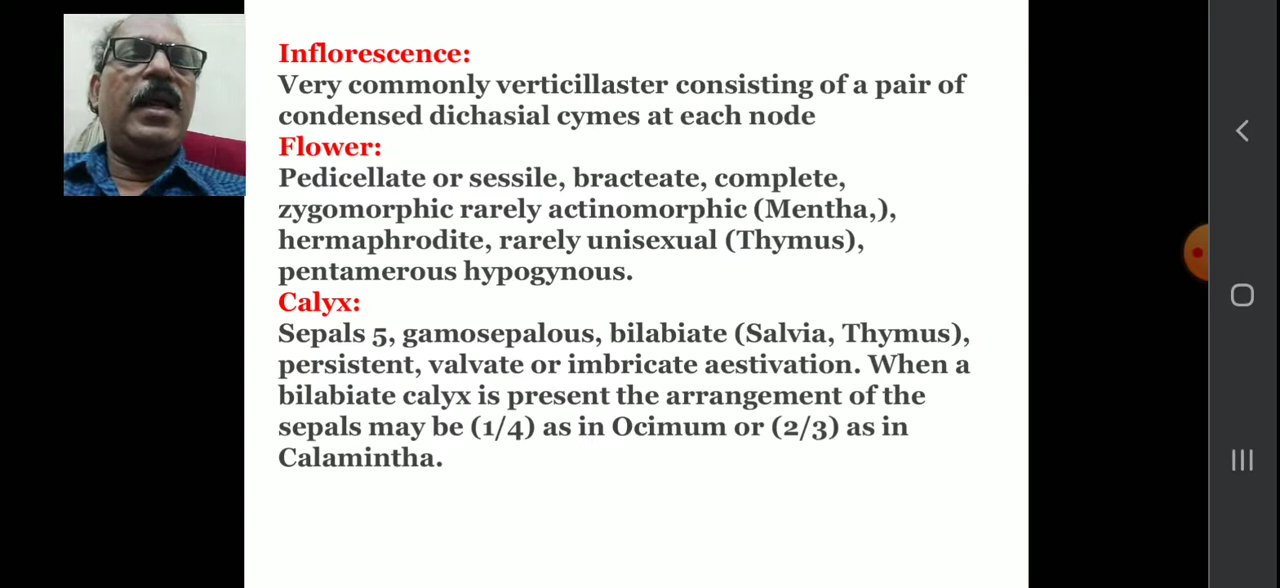 Inflorescence:
Very commonly verticillaster consisting of a pair of
condensed dichasial cymes at each node
Flower:
Pedicellate or sessile, bracteate, complete,
zygomorphic rarely actinomorphic (Mentha,),
hermaphrodite, rarely unisexual (Thymus),
pentamerous hypogynous.
Calyx:
Sepals 5, gamosepalous, bilabiate (Salvia, Thymus),
persistent, valvate or imbricate aestivation. When a
bilabiate calyx is present the arrangement of the
sepals may be (1/4) as in Ocimum or (2/3) as in
Calamintha.